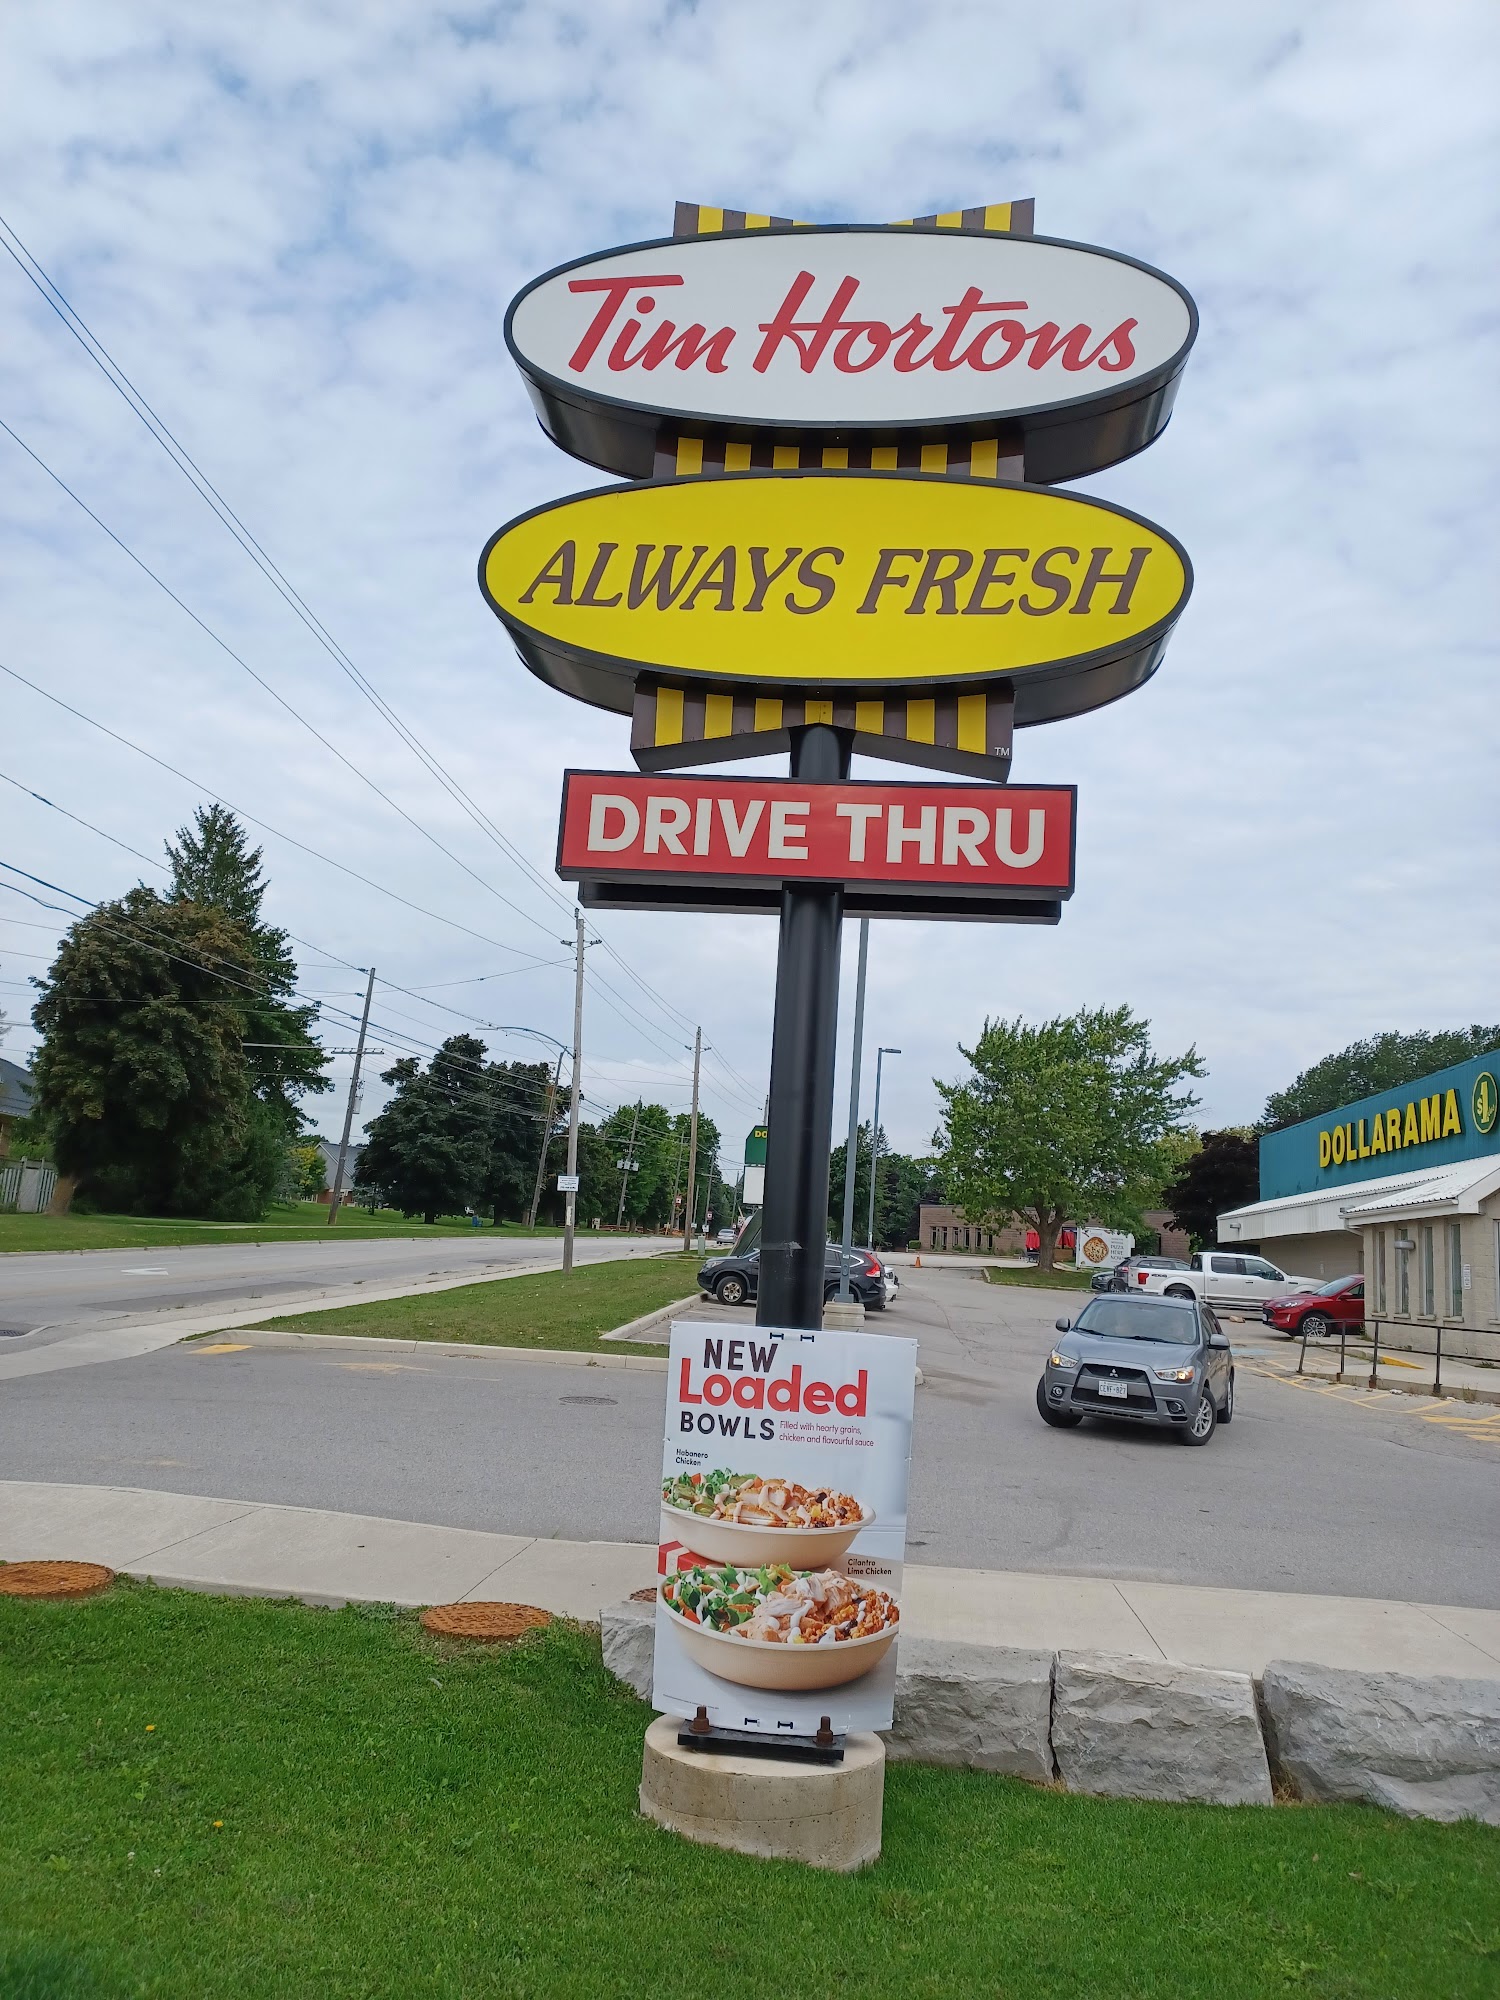 Tim Hortons
ALWAYS FRESH
TM
DRIVE THRU
DOLLARAMA
$1
NEW
Loaded
BOWLS
Filled with hearty grains,
chicken and flavourful sauce
Habanero
Chicken
Cilantro
Lime Chicken